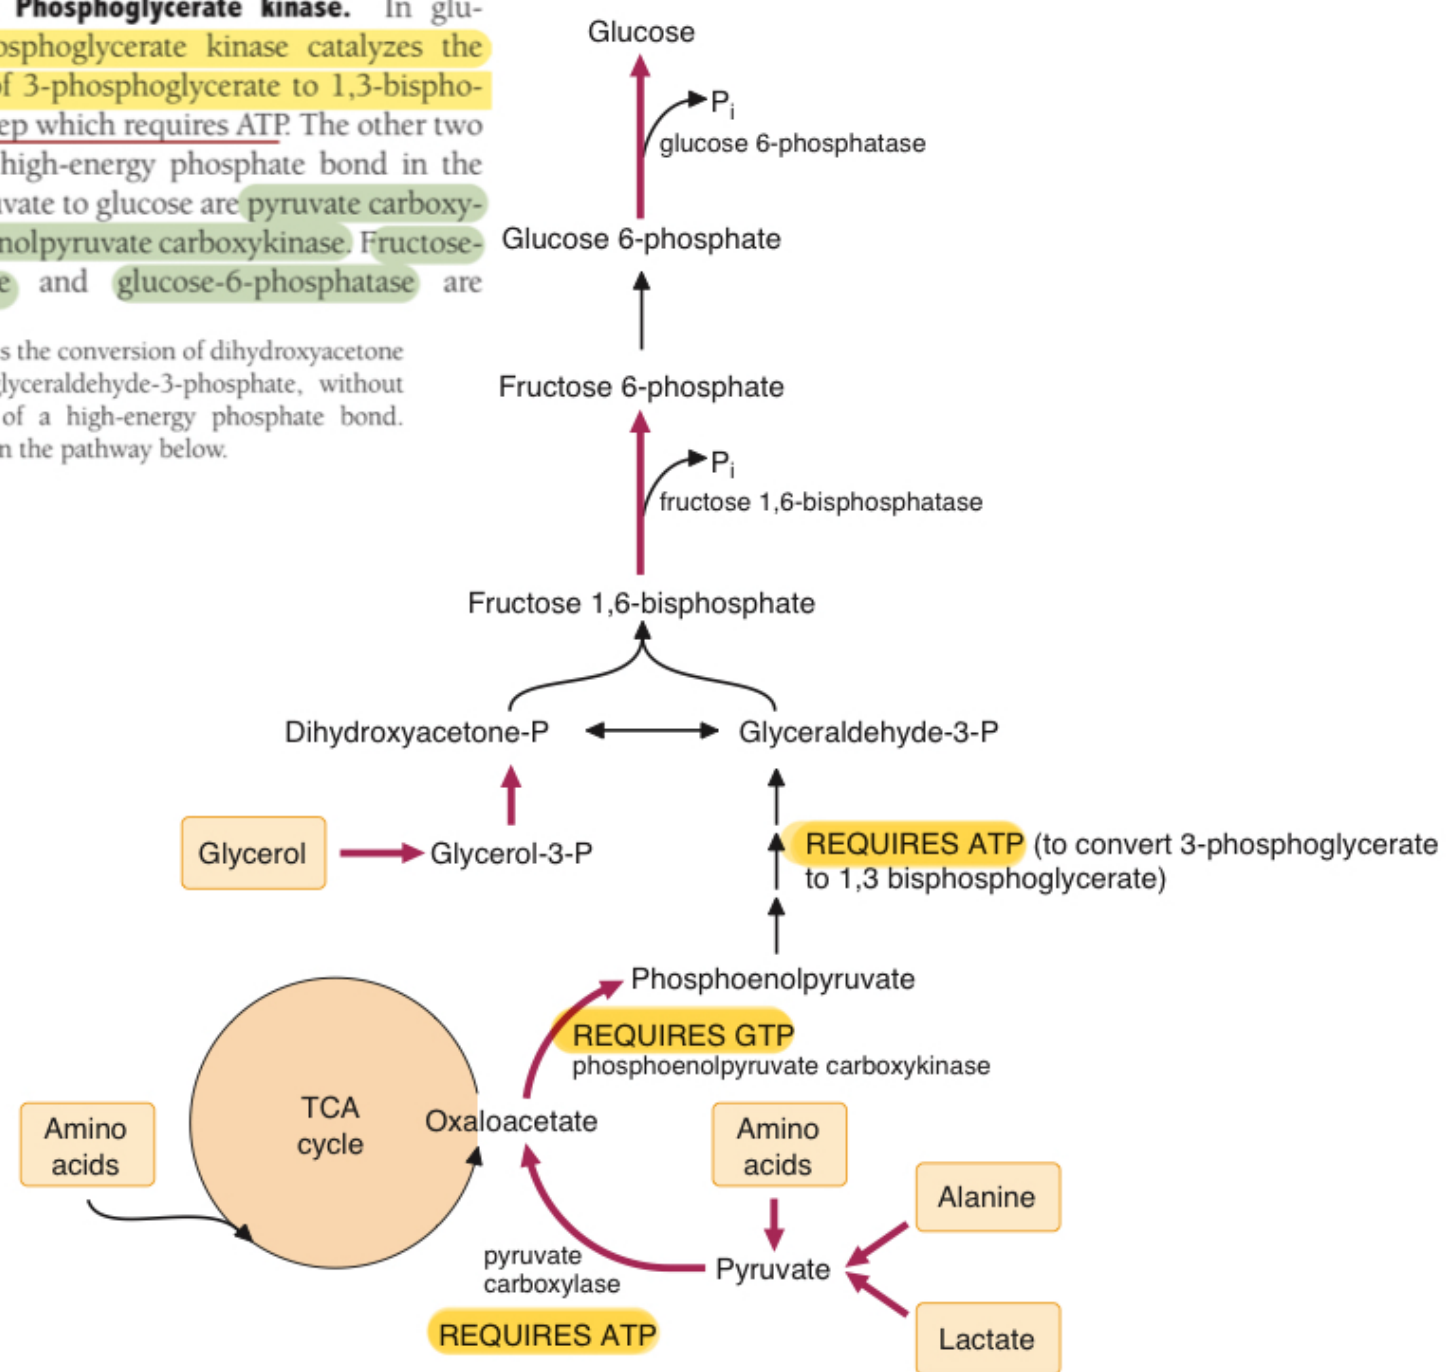 Phosphoglycerate kinase. In glu-
osphoglycerate kinase catalyzes the
of 3-phosphoglycerate to 1,3-bispho-
ep which requires ATP. The other two
high-energy phosphate bond in the
uvate to glucose are pyruvate carboxy-
nolpyruvate carboxykinase. Fructose-
e and glucose-6-phosphatase are
s the conversion of dihydroxyacetone
glyceraldehyde-3-phosphate, without
of a high-energy phosphate bond.
n the pathway below.
Glucose
Pi
glucose 6-phosphatase
Glucose 6-phosphate
Fructose 6-phosphate
Pi
fructose 1,6-bisphosphatase
Fructose 1,6-bisphosphate
Dihydroxyacetone-P
Glyceraldehyde-3-P
Glycerol
Glycerol-3-P
REQUIRES ATP (to convert 3-phosphoglycerate
to 1,3 bisphosphoglycerate)
Phosphoenolpyruvate
REQUIRES GTP
phosphoenolpyruvate carboxykinase
TCA
cycle
Oxaloacetate
Amino
acids
Amino
acids
Alanine
pyruvate
carboxylase
Pyruvate
REQUIRES ATP
Lactate